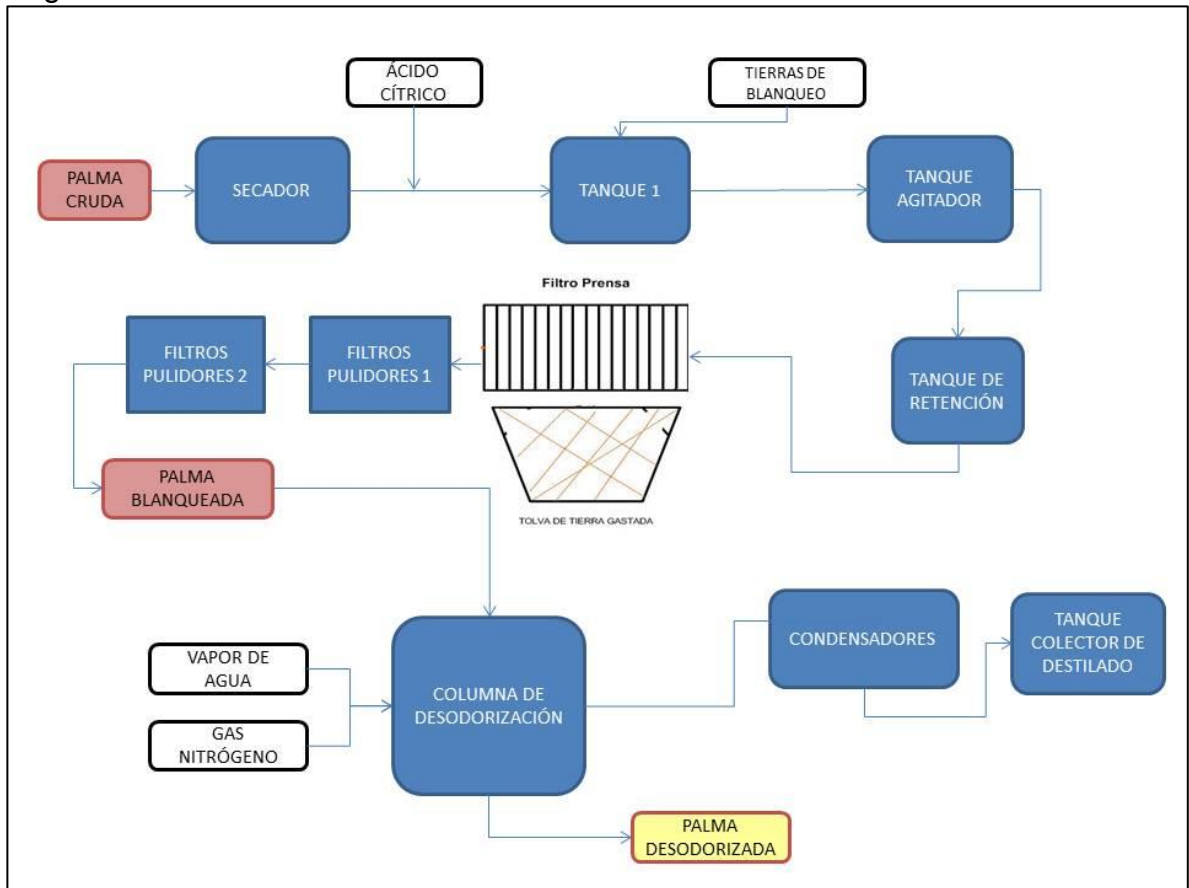 ÁCIDO
CÍTRICO
TIERRAS DE
BLANQUEO
PALMA
CRUDA
SECADOR
TANQUE 1
TANQUE
AGITADOR
Filtro Prensa
FILTROS
PULIDORES 2
FILTROS
PULIDORES 1
TANQUE DE
RETENCIÓN
PALMA
BLANQUEADA
TOLVA DE TIERRA GASTADA
VAPOR DE
AGUA
GAS
NITRÓGENO
COLUMNA DE
DESODORIZACIÓN
CONDENSADORES
TANQUE
COLECTOR DE
DESTILADO
PALMA
DESODORIZADA